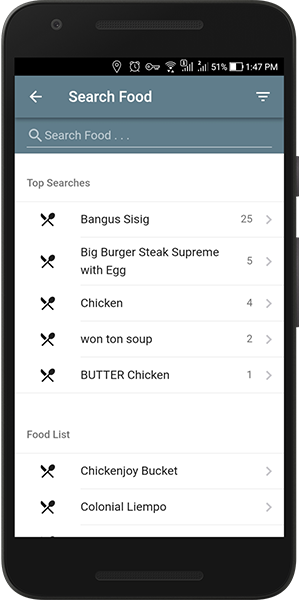 51% 1:47 PM
Search Food
Search Food . . .
Top Searches
Bangus Sisig 25
Big Burger Steak Supreme
with Egg 5
Chicken 4
won ton soup 2
BUTTER Chicken 1
Food List
Chickenjoy Bucket
Colonial Liempo